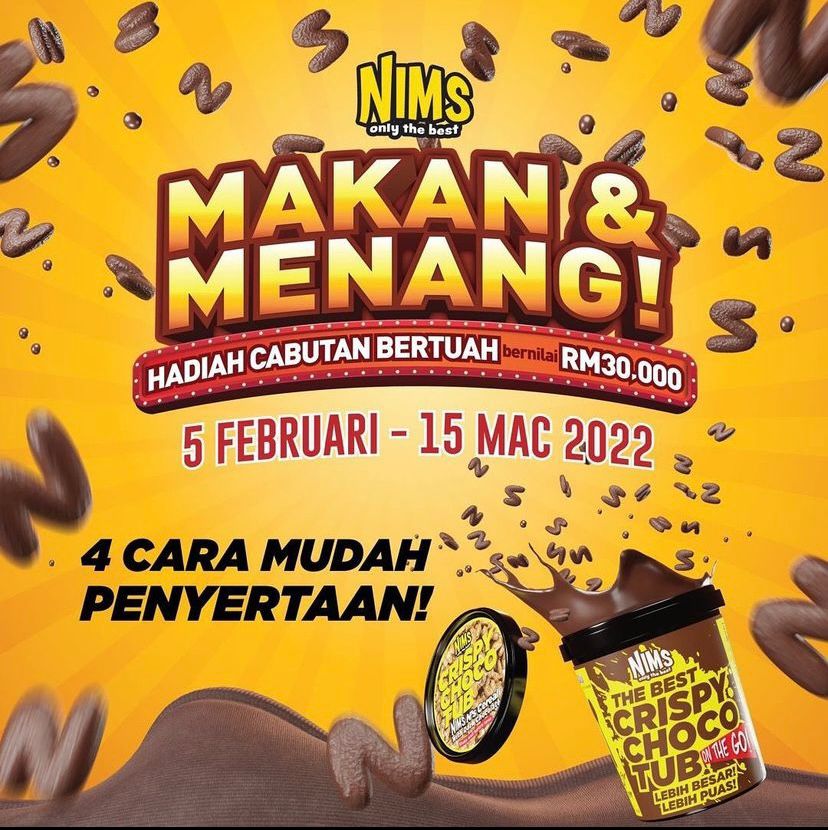 NIMS
only the best
MAKAN &
MENANG!
HADIAH CABUTAN BERTUAH bernilai RM30,000
5 FEBRUARI - 15 MAC 2022
4 CARA MUDAH
PENYERTAAN!
NIMS
CRISPY
CHOCO
TUB
NIMS
only the best
THE BEST
CRISPY
CHOCO
TUB
ON THE GO!
LEBIH BESAR!
LEBIH PUAS!